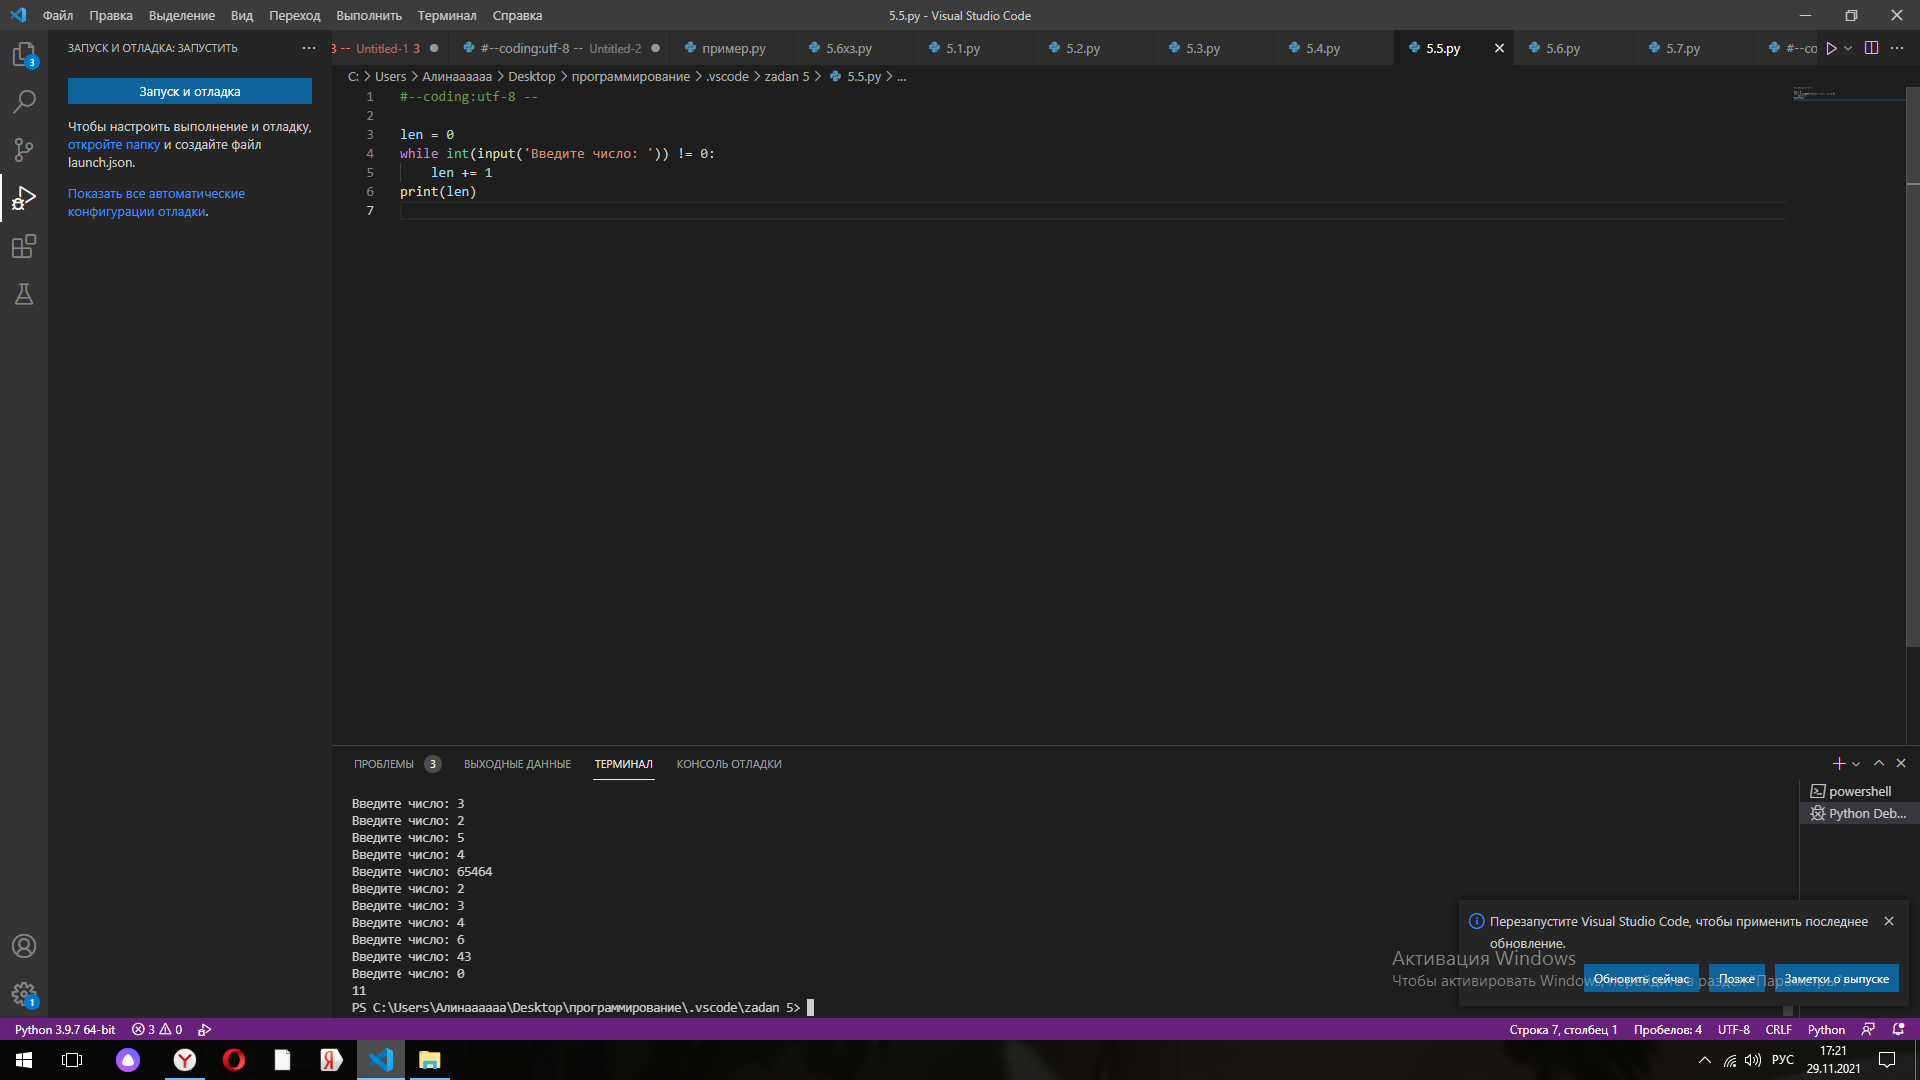 Файл Правка Выделение Вид Переход Выполнить Терминал Справка 5.5.py - Visual Studio Code
ЗАПУСК И ОТЛАДКА: ЗАПУСТИТЬ
3 -- Untitled-1 3 #--coding:utf-8 -- Untitled-2 пример.py 5.6хз.py 5.1.py 5.2.py 5.3.py 5.4.py 5.5.py 5.6.py 5.7.py #--co
3
C: > Users > Алинаааааа > Desktop > программирование > .vscode > zadan 5 > 5.5.py > ...
Запуск и отладка
Чтобы настроить выполнение и отладку,
откройте папку и создайте файл
launch.json.
Показать все автоматические
конфигурации отладки.
1 #--coding:utf-8 --
2
3 len = 0
4 while int(input('Введите число: ')) != 0:
5 len += 1
6 print(len)
7
ПРОБЛЕМЫ 3 ВЫХОДНЫЕ ДАННЫЕ ТЕРМИНАЛ КОНСОЛЬ ОТЛАДКИ
Введите число: 3
Введите число: 2
Введите число: 5
Введите число: 4
Введите число: 65464
Введите число: 2
Введите число: 3
Введите число: 4
Введите число: 6
Введите число: 43
Введите число: 0
11
PS C:\Users\Алинаааааа\Desktop\программирование\.vscode\zadan 5>
powershell
Python Deb...
Перезапустите Visual Studio Code, чтобы применить последнее
обновление.
Обновить сейчас Позже Заметки о выпуске
Активация Windows
Чтобы активировать Windows, перейдите в раздел "Параметры".
1
Python 3.9.7 64-bit 3 0 Строка 7, столбец 1 Пробелов: 4 UTF-8 CRLF Python
РУС 17:21
29.11.2021